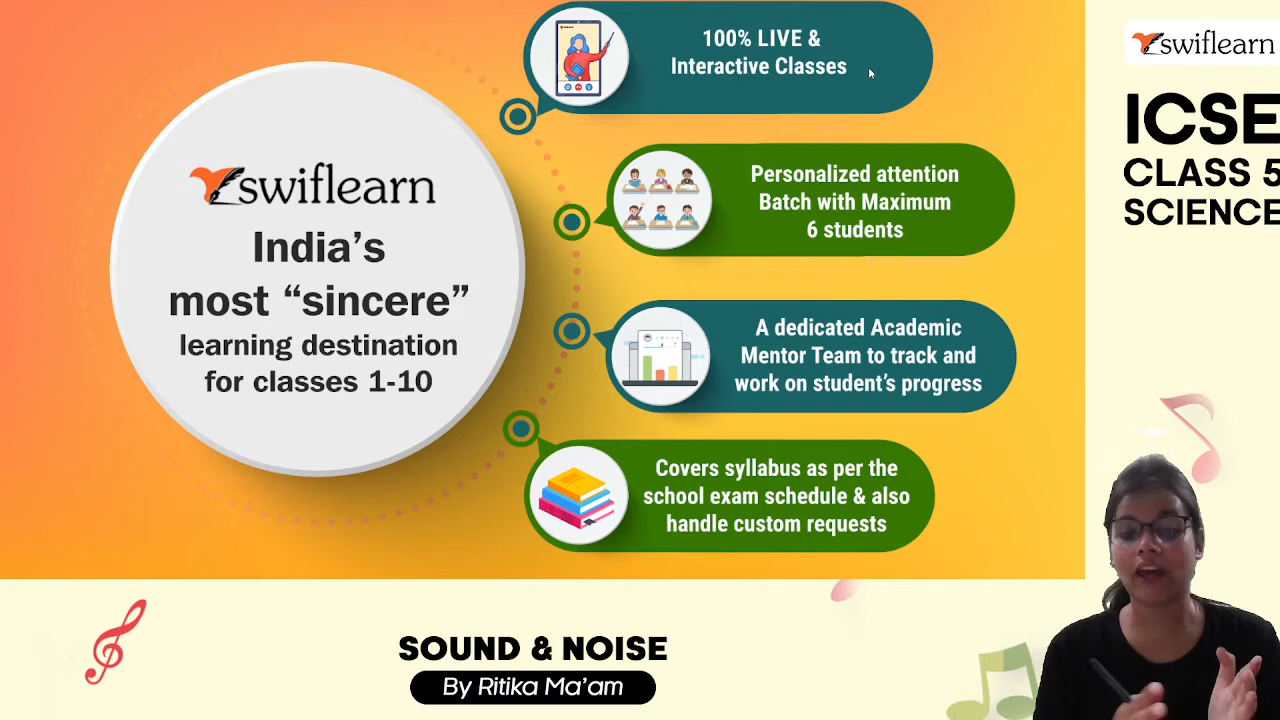 swiflearn
India's
most “sincere”
learning destination
for classes 1-10
100% LIVE &
Interactive Classes
Personalized attention
Batch with Maximum
6 students
A dedicated Academic
Mentor Team to track and
work on student's progress
Covers syllabus as per the
school exam schedule & also
handle custom requests
swiflearn
ICSE
CLASS 5
SCIENCE
SOUND & NOISE
By Ritika Ma'am